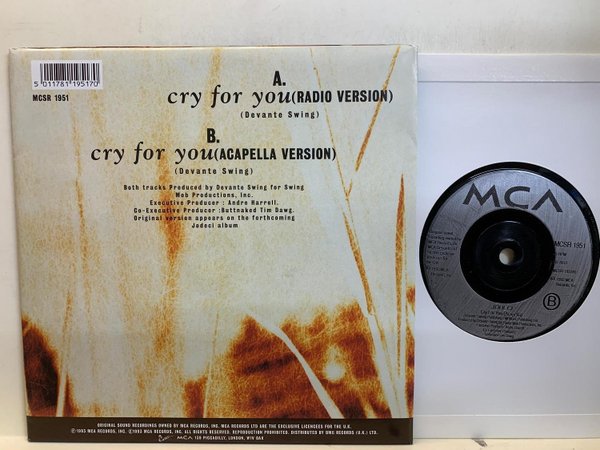 5 011781 195170
MCSR 1951
A.
cry for you(RADIO VERSION)
(Devante Swing)
B.
cry for you(ACAPELLA VERSION)
(Devante Swing)
Both tracks Produced by Devante Swing for Swing
Mob Productions, Inc.
Executive Producer : Andre Harrell.
Co-Executive Producer :Buttnaked Tim Dawg.
Original version appears on the forthcoming
Jodeci album
ORIGINAL SOUND RECORDINGS OWNED BY MCA RECORDS, INC. MCA RECORDS LTD ARE THE EXCLUSIVE LICENCEES FOR THE U.K.
℗1993 MCA RECORDS, INC. ©1993 MCA RECORDS, INC. ALL RIGHTS RESERVED. REPRODUCTION PROHIBITED. DISTRIBUTED BY BMG RECORDS (U.K.) LTD.
MCA 139 PICCADILLY, LONDON, W1V 0AX
MCA
MCSR 1951
B
JODECI